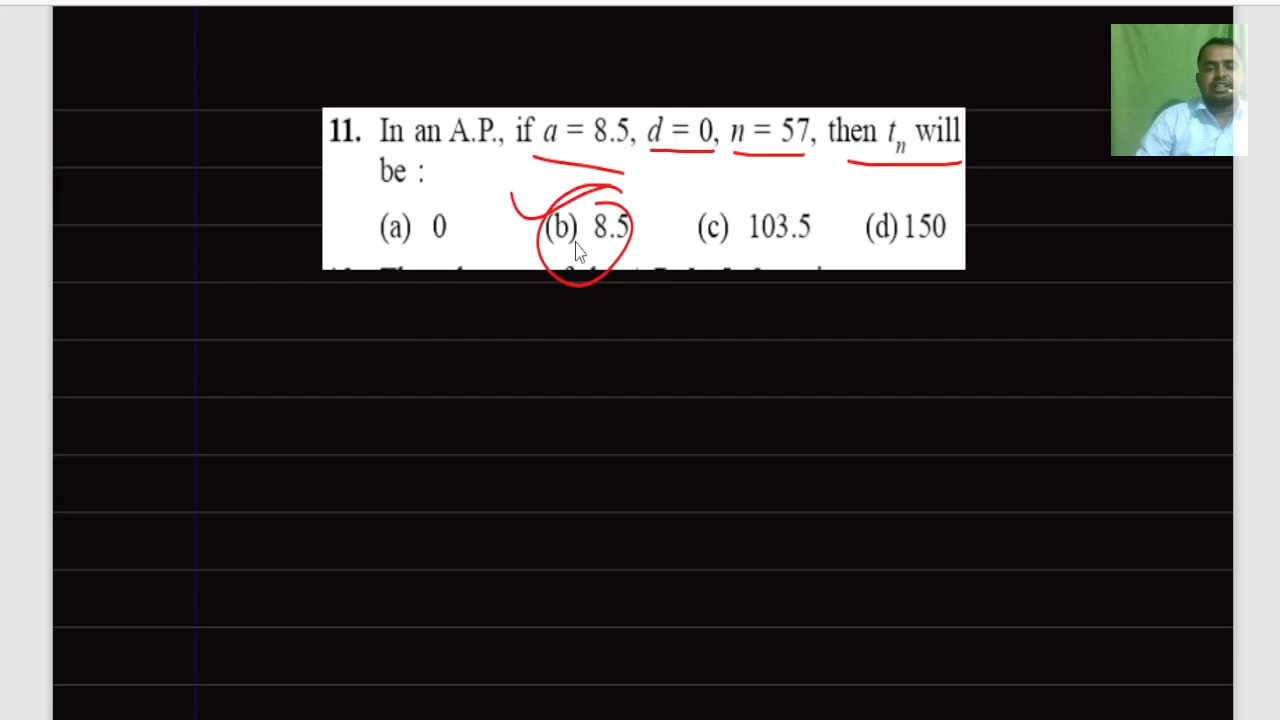 11. In an A.P., if a = 8.5, d = 0, n = 57, then tₙ will
be :
(a) 0 (b) 8.5 (c) 103.5 (d) 150